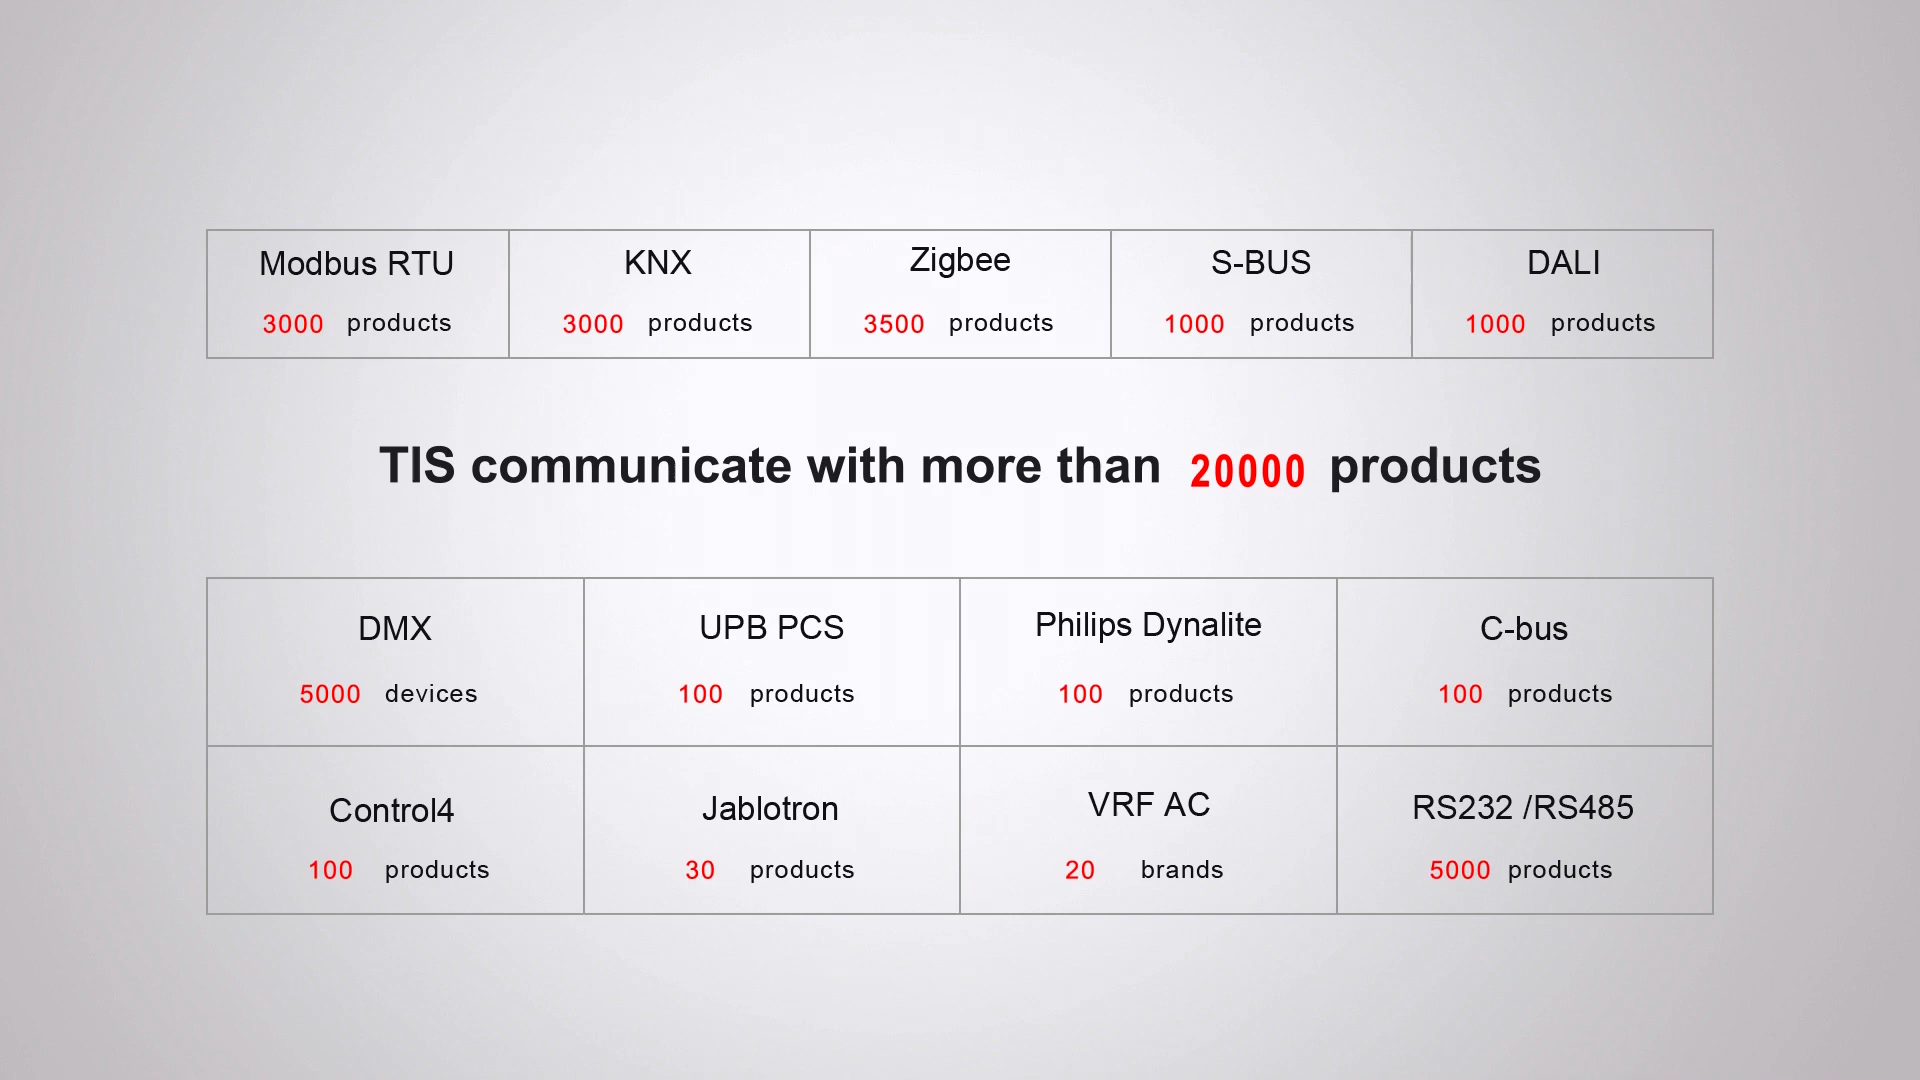 Modbus RTU
3000 products
KNX
3000 products
Zigbee
3500 products
S-BUS
1000 products
DALI
1000 products
TIS communicate with more than 20000 products
DMX
5000 devices
UPB PCS
100 products
Philips Dynalite
100 products
C-bus
100 products
Control4
100 products
Jablotron
30 products
VRF AC
20 brands
RS232 /RS485
5000 products